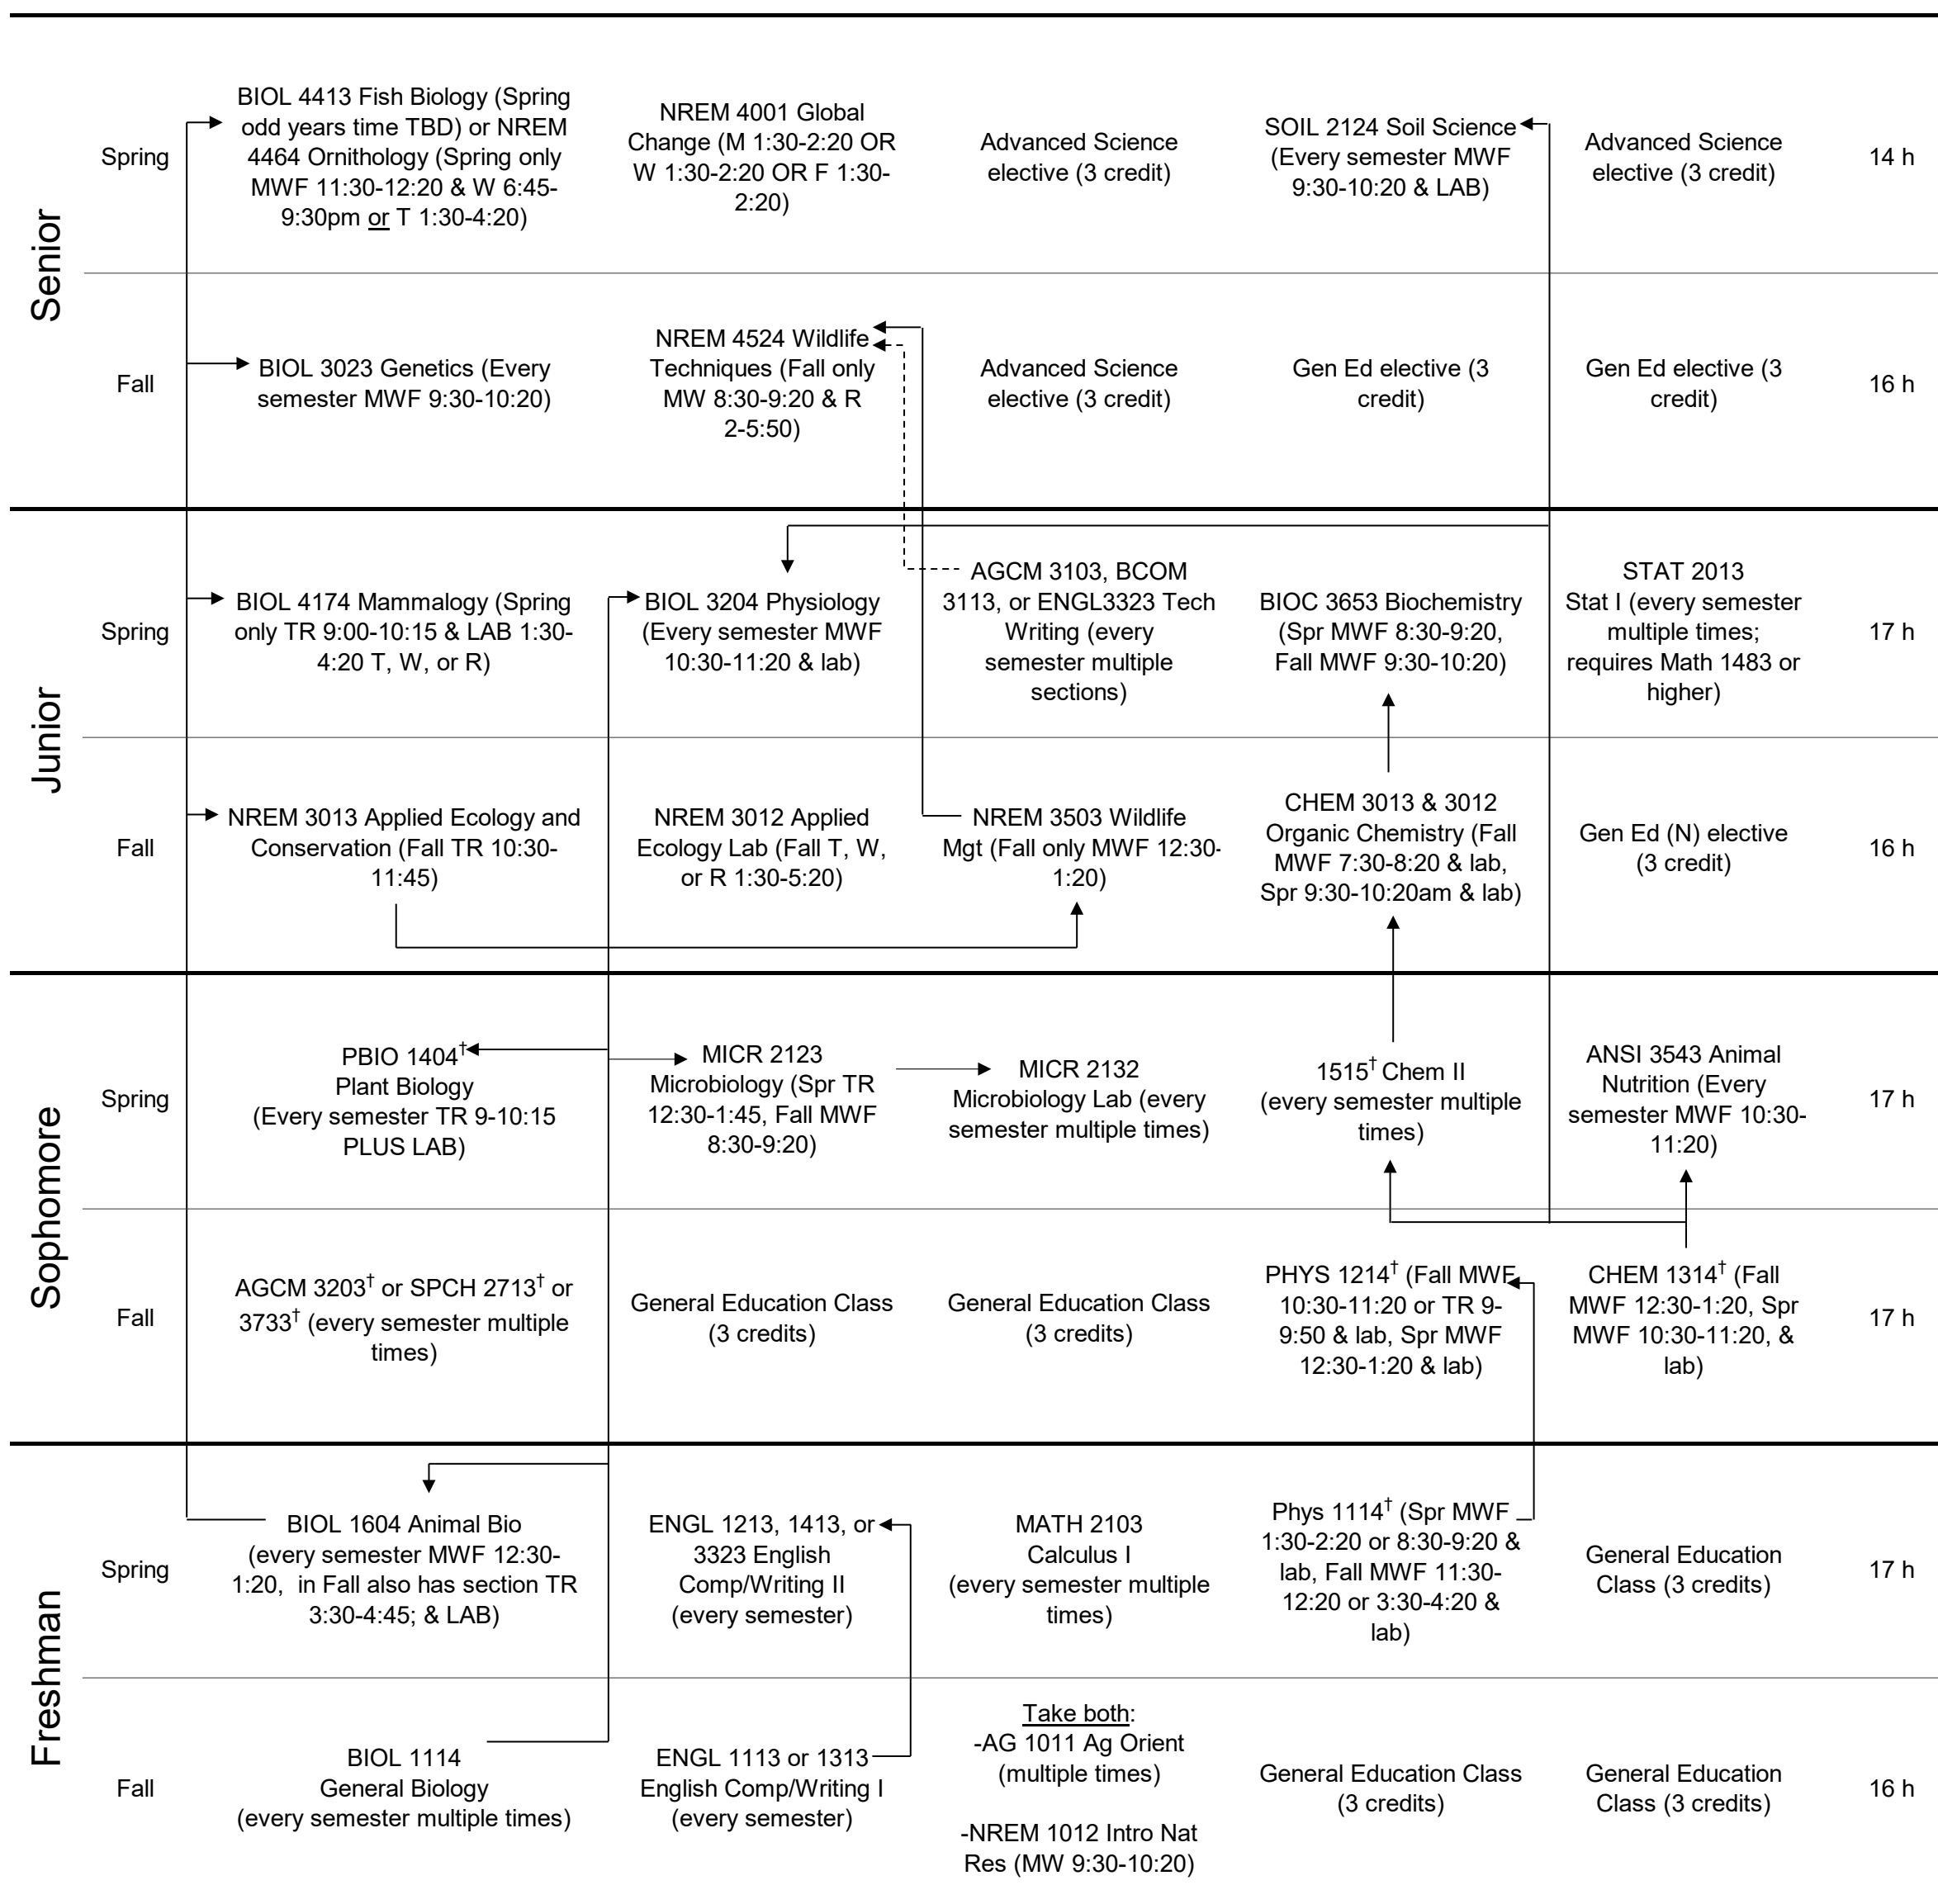 Senior
Spring
BIOL 4413 Fish Biology (Spring
odd years time TBD) or NREM
4464 Ornithology (Spring only
MWF 11:30-12:20 & W 6:45-
9:30pm or T 1:30-4:20)
NREM 4001 Global
Change (M 1:30-2:20 OR
W 1:30-2:20 OR F 1:30-
2:20)
Advanced Science
elective (3 credit)
SOIL 2124 Soil Science
(Every semester MWF
9:30-10:20 & LAB)
Advanced Science
elective (3 credit)
14 h
Fall
BIOL 3023 Genetics (Every
semester MWF 9:30-10:20)
NREM 4524 Wildlife
Techniques (Fall only
MW 8:30-9:20 & R
2-5:50)
Advanced Science
elective (3 credit)
Gen Ed elective (3
credit)
Gen Ed elective (3
credit)
16 h
Junior
Spring
BIOL 4174 Mammalogy (Spring
only TR 9:00-10:15 & LAB 1:30-
4:20 T, W, or R)
BIOL 3204 Physiology
(Every semester MWF
10:30-11:20 & lab)
AGCM 3103, BCOM
3113, or ENGL3323 Tech
Writing (every
semester multiple
sections)
BIOC 3653 Biochemistry
(Spr MWF 8:30-9:20,
Fall MWF 9:30-10:20)
STAT 2013
Stat I (every semester
multiple times;
requires Math 1483 or
higher)
17 h
Fall
NREM 3013 Applied Ecology and
Conservation (Fall TR 10:30-
11:45)
NREM 3012 Applied
Ecology Lab (Fall T, W,
or R 1:30-5:20)
NREM 3503 Wildlife
Mgt (Fall only MWF 12:30-
1:20)
CHEM 3013 & 3012
Organic Chemistry (Fall
MWF 7:30-8:20 & lab,
Spr 9:30-10:20am & lab)
Gen Ed (N) elective
(3 credit)
16 h
Sophomore
Spring
PBIO 1404†
Plant Biology
(Every semester TR 9-10:15
PLUS LAB)
MICR 2123
Microbiology (Spr TR
12:30-1:45, Fall MWF
8:30-9:20)
MICR 2132
Microbiology Lab (every
semester multiple times)
1515† Chem II
(every semester multiple
times)
ANSI 3543 Animal
Nutrition (Every
semester MWF 10:30-
11:20)
17 h
Fall
AGCM 3203† or SPCH 2713† or
3733† (every semester multiple
times)
General Education Class
(3 credits)
General Education Class
(3 credits)
PHYS 1214† (Fall MWF
10:30-11:20 or TR 9-
9:50 & lab, Spr MWF
12:30-1:20 & lab)
CHEM 1314† (Fall
MWF 12:30-1:20, Spr
MWF 10:30-11:20, &
lab)
17 h
Freshman
Spring
BIOL 1604 Animal Bio
(every semester MWF 12:30-
1:20, in Fall also has section TR
3:30-4:45; & LAB)
ENGL 1213, 1413, or
3323 English
Comp/Writing II
(every semester)
MATH 2103
Calculus I
(every semester multiple
times)
Phys 1114† (Spr MWF
1:30-2:20 or 8:30-9:20 &
lab, Fall MWF 11:30-
12:20 or 3:30-4:20 &
lab)
General Education
Class (3 credits)
17 h
Fall
BIOL 1114
General Biology
(every semester multiple times)
ENGL 1113 or 1313
English Comp/Writing I
(every semester)
Take both:
-AG 1011 Ag Orient
(multiple times)
-NREM 1012 Intro Nat
Res (MW 9:30-10:20)
General Education Class
(3 credits)
General Education
Class (3 credits)
16 h